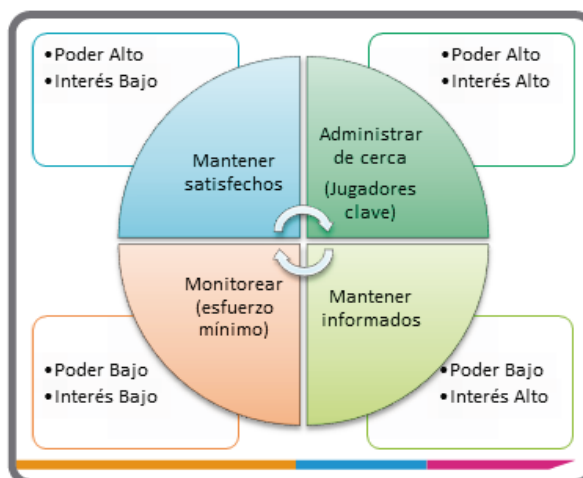 •Poder Alto
•Interés Bajo
•Poder Alto
•Interés Alto
Mantener
satisfechos
Administrar
de cerca
(Jugadores
clave)
Monitorear
(esfuerzo
mínimo)
Mantener
informados
•Poder Bajo
•Interés Bajo
•Poder Bajo
•Interés Alto